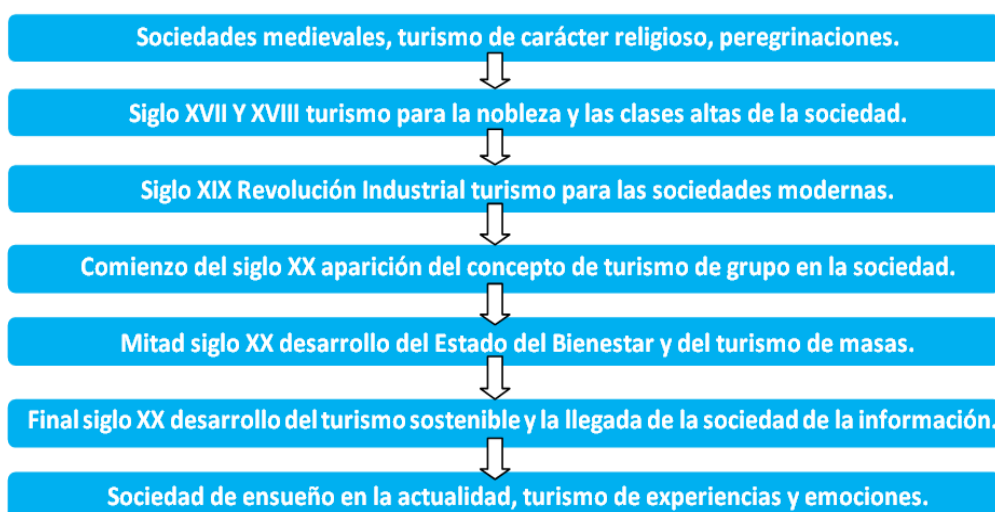 Sociedades medievales, turismo de carácter religioso, peregrinaciones.
Siglo XVII Y XVIII turismo para la nobleza y las clases altas de la sociedad.
Siglo XIX Revolución Industrial turismo para las sociedades modernas.
Comienzo del siglo XX aparición del concepto de turismo de grupo en la sociedad.
Mitad siglo XX desarrollo del Estado del Bienestar y del turismo de masas.
Final siglo XX desarrollo del turismo sostenible y la llegada de la sociedad de la información.
Sociedad de ensueño en la actualidad, turismo de experiencias y emociones.